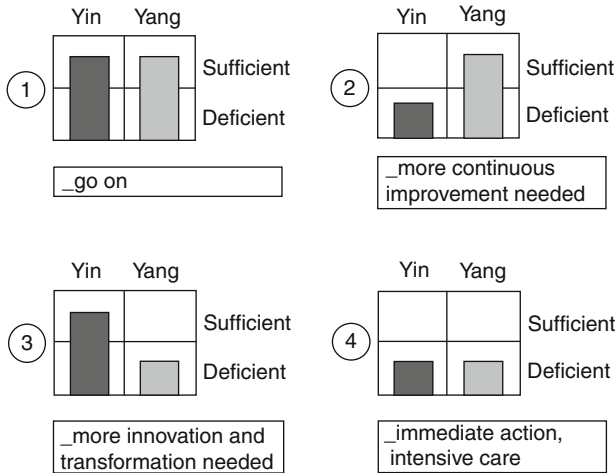 Yin Yang
1
Sufficient
Deficient
_go on
Yin Yang
2
Sufficient
Deficient
_more continuous
improvement needed
Yin Yang
3
Sufficient
Deficient
_more innovation and
transformation needed
Yin Yang
4
Sufficient
Deficient
_immediate action,
intensive care